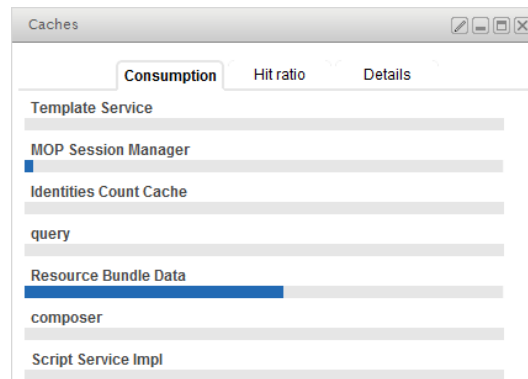 Caches
Consumption Hit ratio Details
Template Service
MOP Session Manager
Identities Count Cache
query
Resource Bundle Data
composer
Script Service Impl